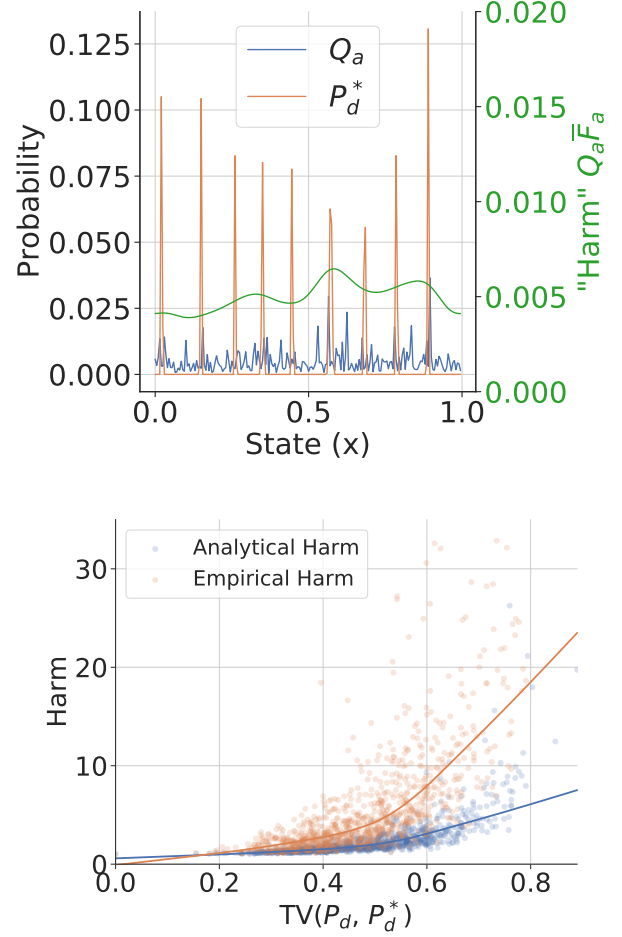 0.125
0.100
0.075
0.050
0.025
0.000
Probability
Q_a
P_d^*
0.020
0.015
0.010
0.005
0.000
"Harm" Q_a F̅_a
0.0 0.5 1.0
State (x)
Analytical Harm
Empirical Harm
30
20
10
0
Harm
0.0 0.2 0.4 0.6 0.8
TV(P_d, P_d^*)